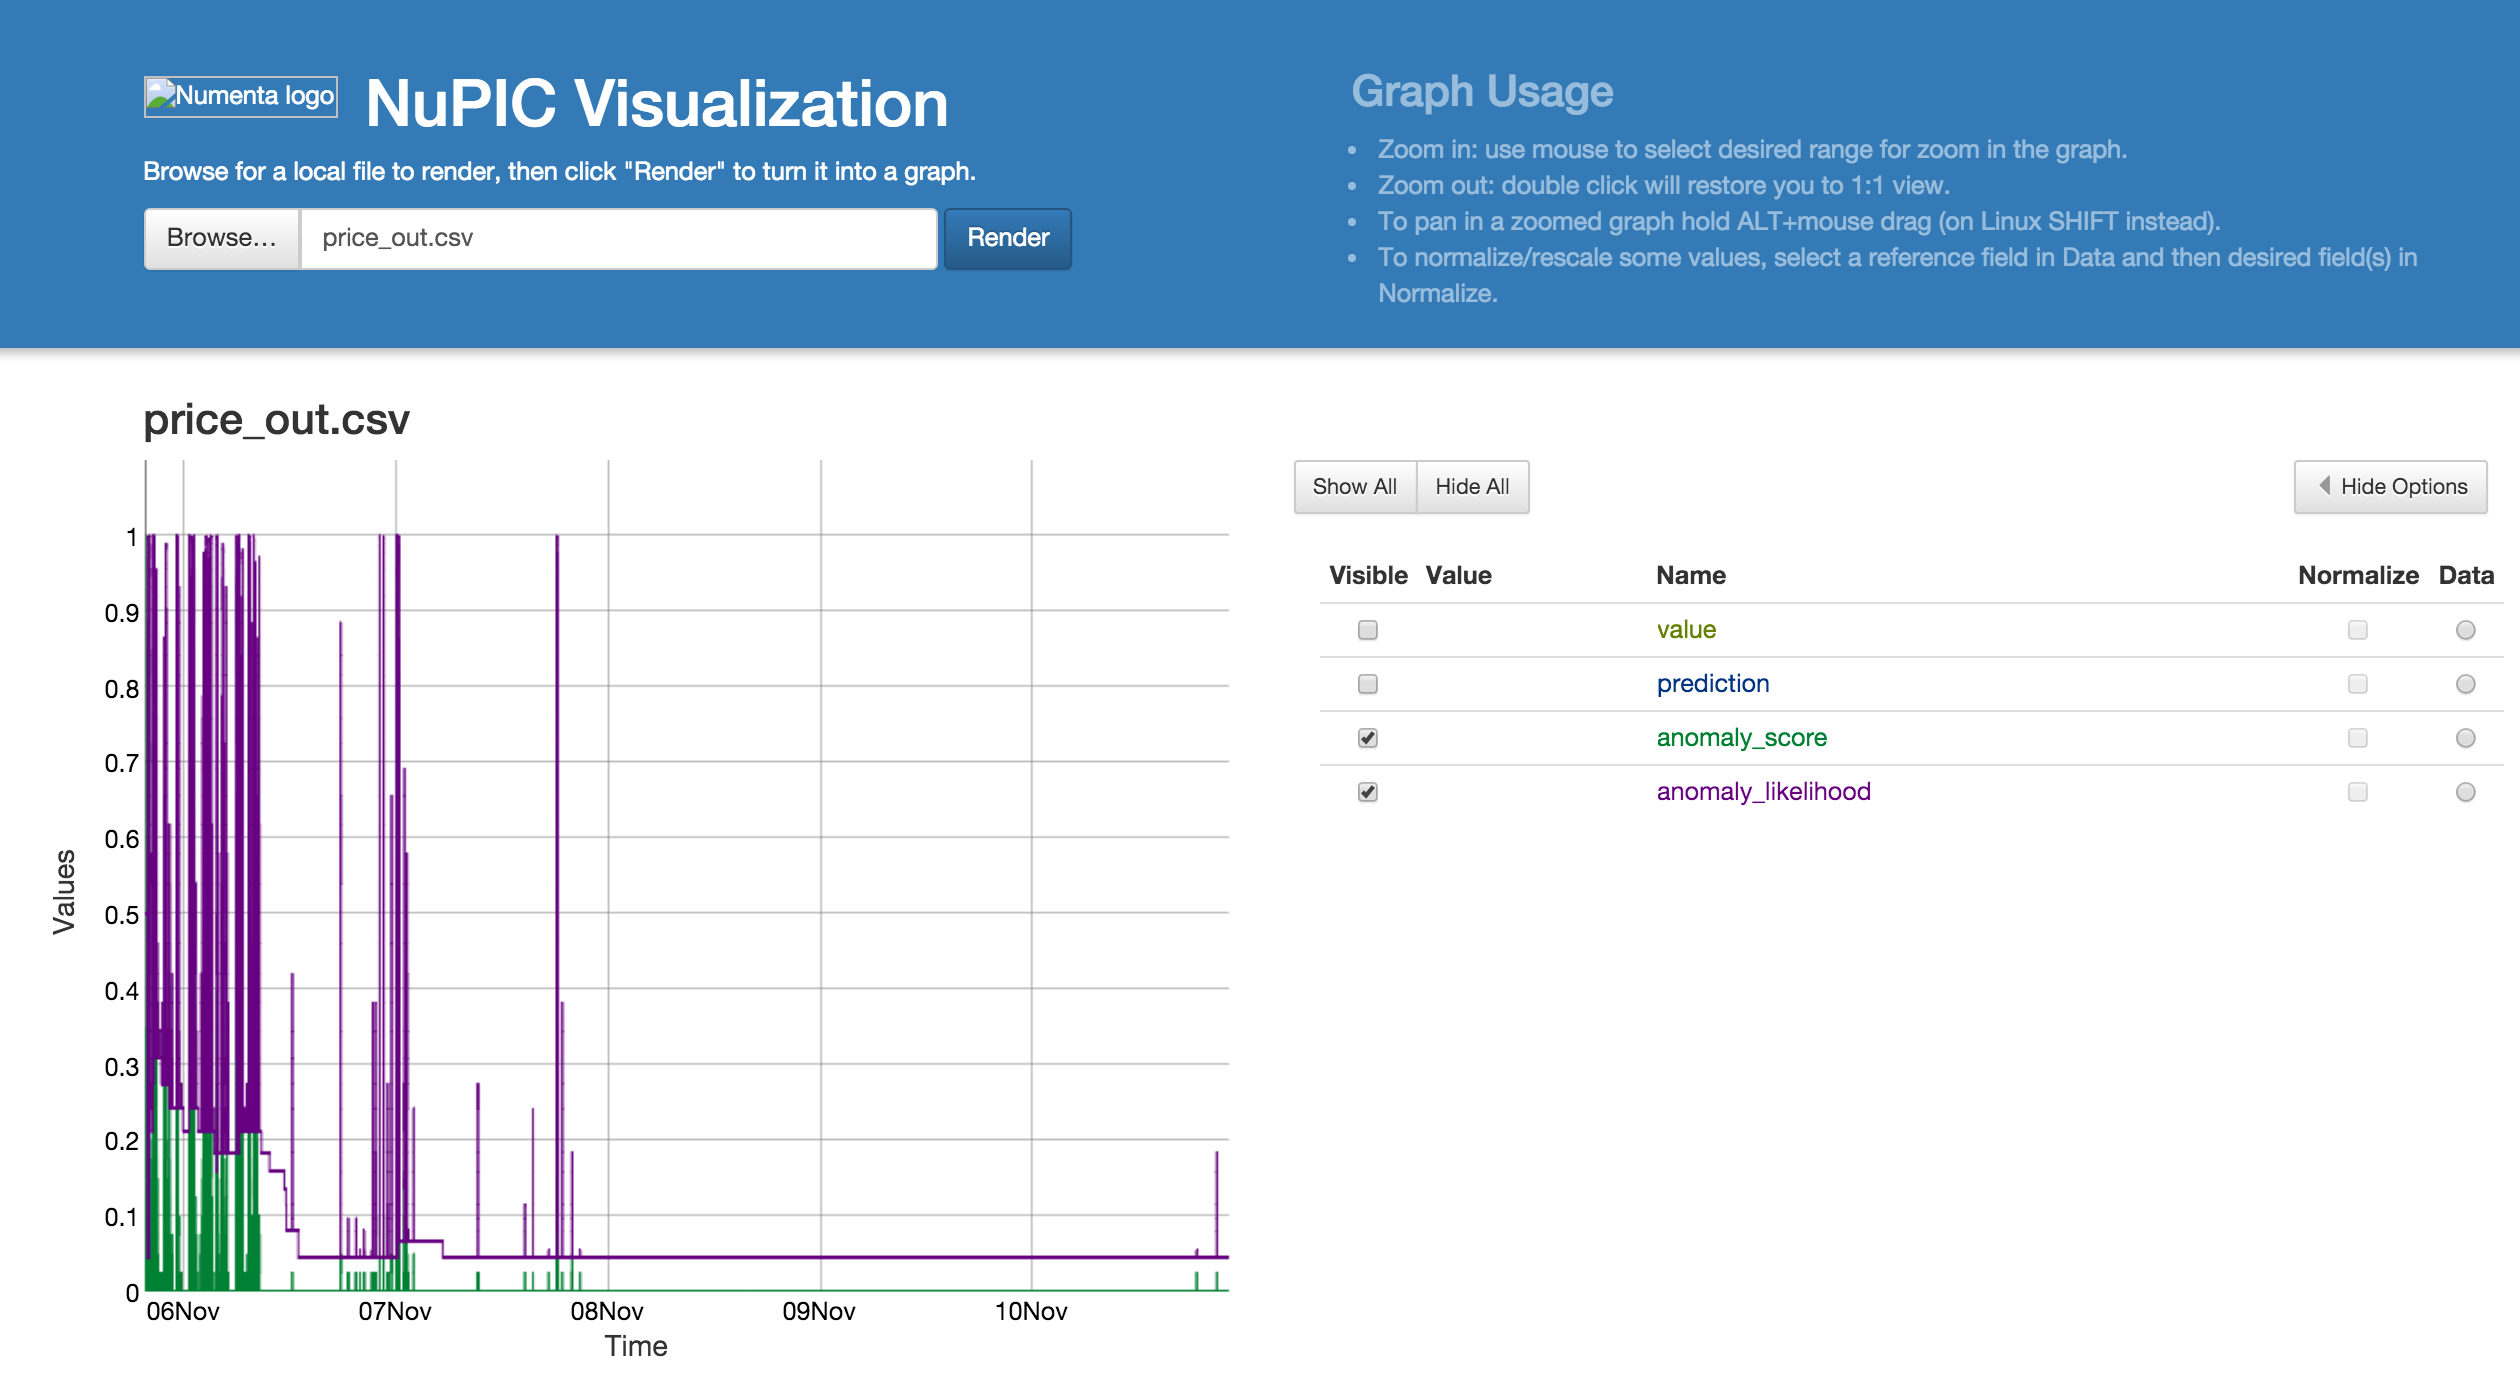 Numenta logo NuPIC Visualization
Browse for a local file to render, then click "Render" to turn it into a graph.
Browse... price_out.csv Render
Graph Usage
• Zoom in: use mouse to select desired range for zoom in the graph.
• Zoom out: double click will restore you to 1:1 view.
• To pan in a zoomed graph hold ALT+mouse drag (on Linux SHIFT instead).
• To normalize/rescale some values, select a reference field in Data and then desired field(s) in
Normalize.
price_out.csv
1
0.9
0.8
0.7
0.6
0.5
0.4
0.3
0.2
0.1
0
Values
06Nov 07Nov 08Nov 09Nov 10Nov
Time
Show All Hide All Hide Options
Visible Value Name Normalize Data
value
prediction
anomaly_score
anomaly_likelihood